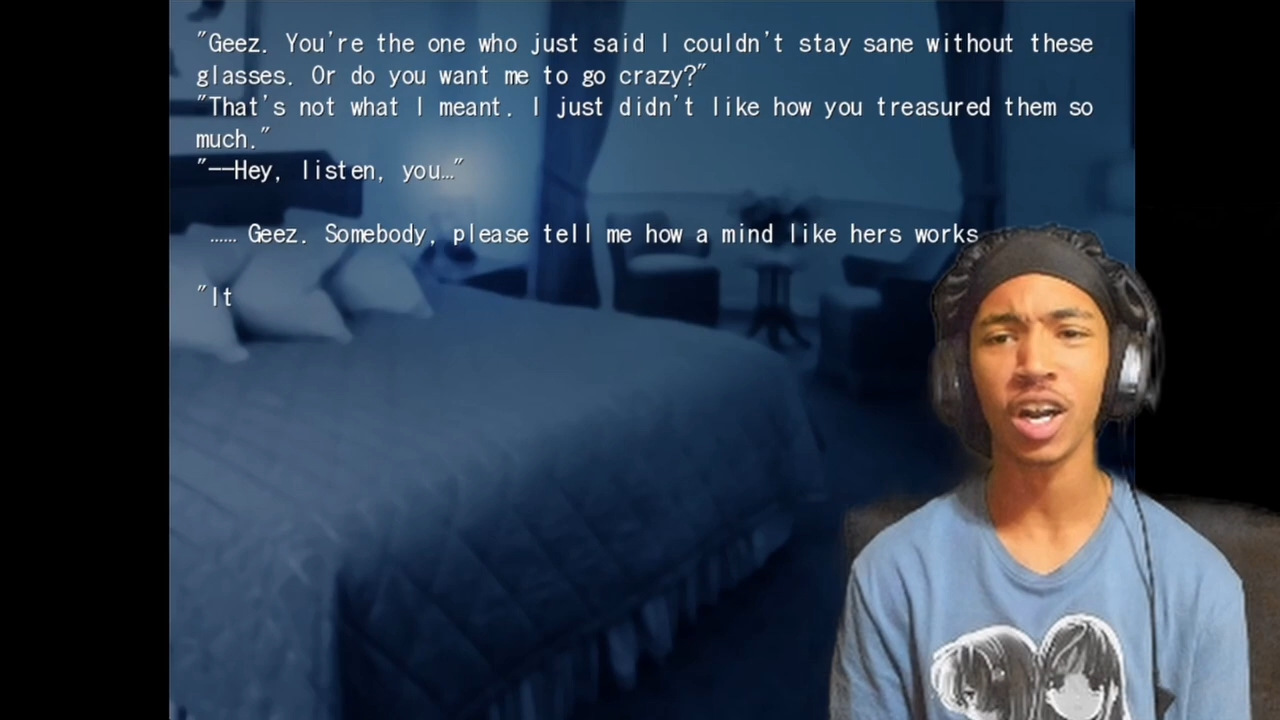 "Geez. You're the one who just said I couldn't stay sane without these
glasses. Or do you want me to go crazy?"
"That's not what I meant. I just didn't like how you treasured them so
much."
"——Hey, listen, you…"
…… Geez. Somebody, please tell me how a mind like hers works
"It